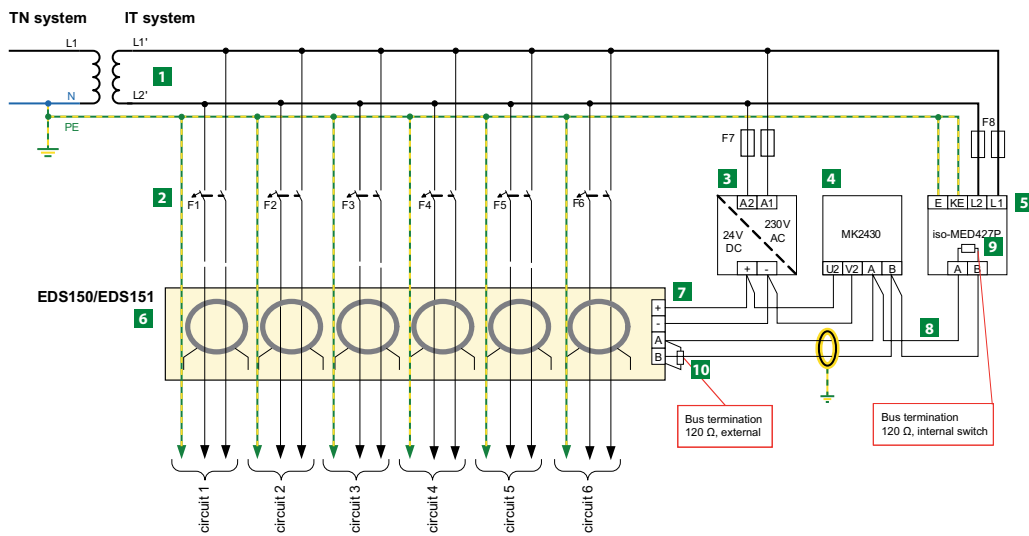 TN system
IT system
L1
L1'
1
N
L2'
PE
F7
F8
2
F1
F2
F3
F4
F5
F6
3
A2 A1
24V
DC
230V
AC
+ -
4
MK2430
U2 V2 A B
5
E KE L2 L1
iso-MED427P
9
A B
EDS150/EDS151
6
7
+
-
A
B
8
10
Bus termination
120 Ω, external
Bus termination
120 Ω, internal switch
circuit 1
circuit 2
circuit 3
circuit 4
circuit 5
circuit 6